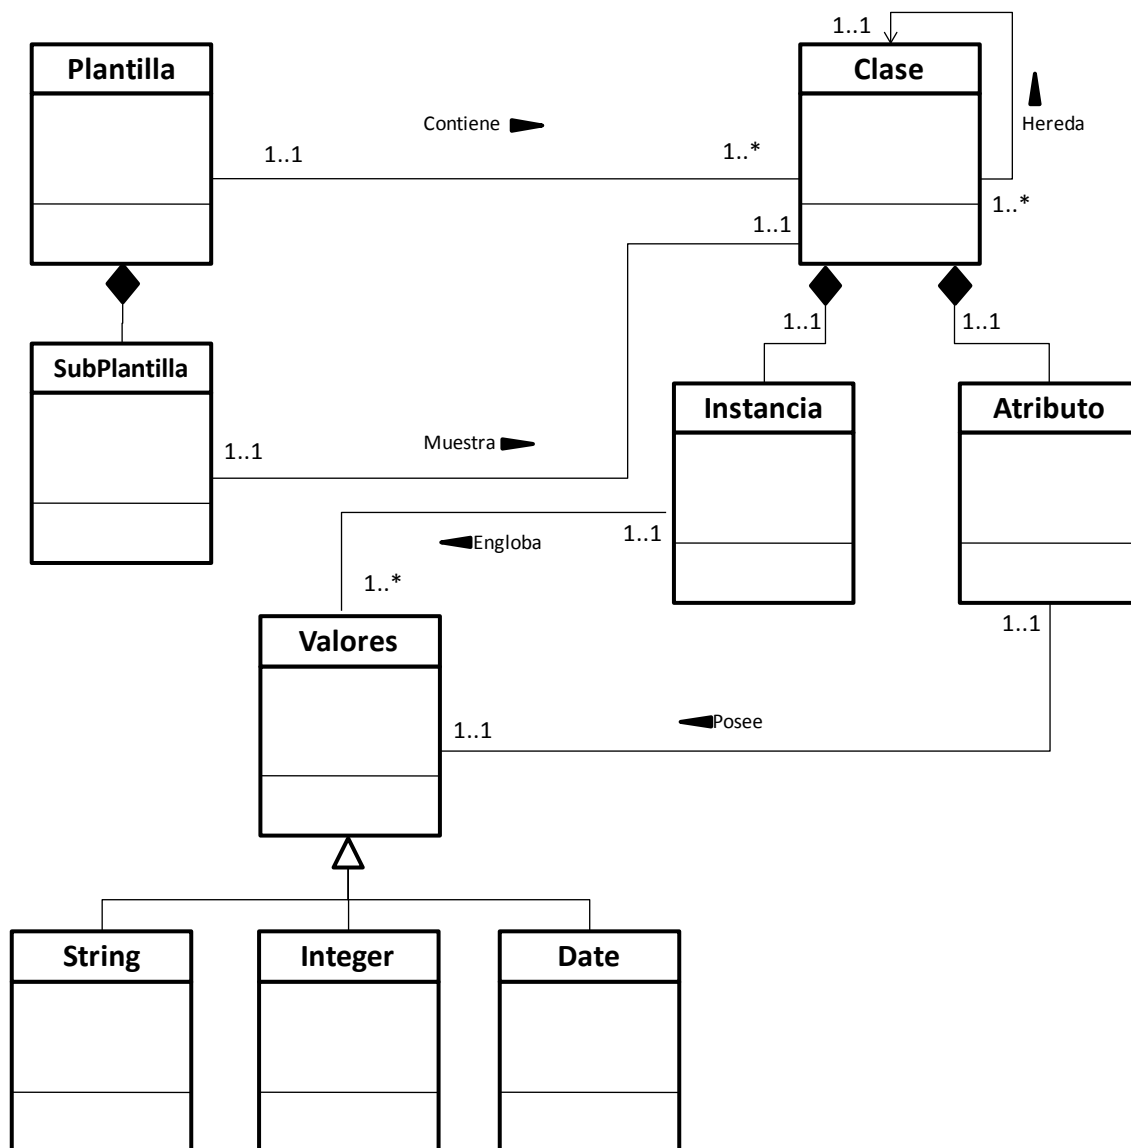 1..1
Plantilla
Clase
Contiene
Hereda
1..1
1..*
1..*
1..1
1..1
1..1
SubPlantilla
Instancia
Atributo
Muestra
1..1
Engloba
1..1
1..*
1..1
Valores
Posee
1..1
String
Integer
Date